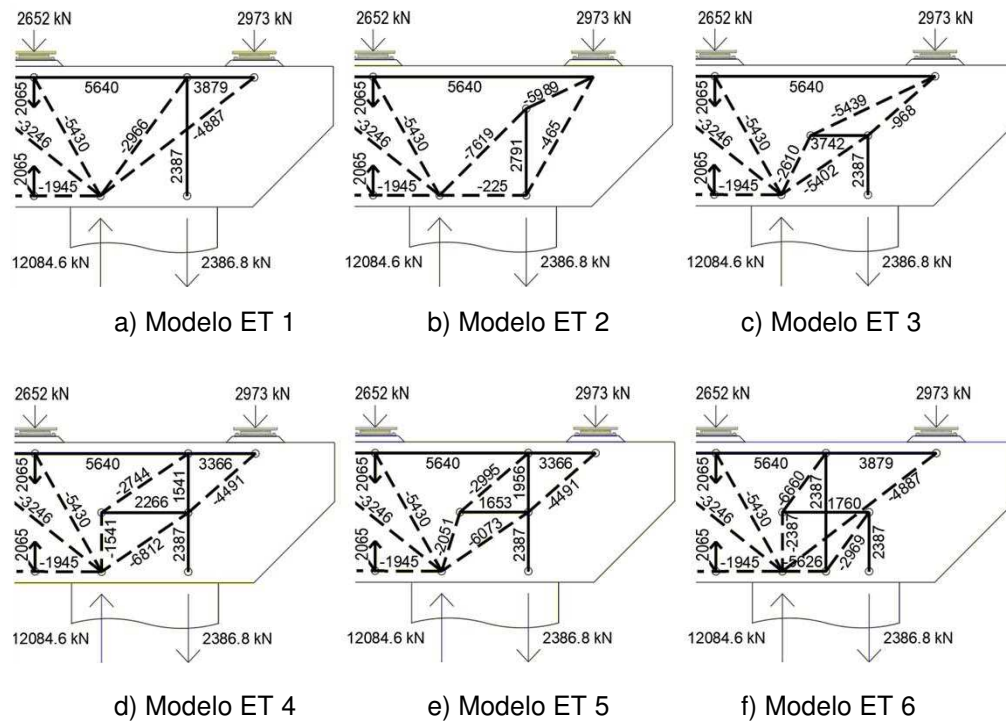 2652 kN
2973 kN
5640
3879
2065
-5430
-3246
-2966
-4887
2387
2065
-1945
12084.6 kN
2386.8 kN
a) Modelo ET 1
2652 kN
2973 kN
5640
-5989
2065
-5430
-3246
-7619
2791
-465
2065
-1945
-225
12084.6 kN
2386.8 kN
b) Modelo ET 2
2652 kN
2973 kN
5640
-5439
2065
-5430
-3246
-968
3742
-2610
-5402
2387
2065
-1945
12084.6 kN
2386.8 kN
c) Modelo ET 3
2652 kN
2973 kN
5640
3366
2065
-5430
-3246
-2744
1541
-4491
2266
-1541
-6812
2387
2065
-1945
12084.6 kN
2386.8 kN
d) Modelo ET 4
2652 kN
2973 kN
5640
3366
2065
-5430
-3246
-2995
1956
-4491
1653
-2051
-6073
2387
2065
-1945
12084.6 kN
2386.8 kN
e) Modelo ET 5
2652 kN
2973 kN
5640
3879
2065
-5430
-3246
-6660
2387
1760
-4887
-2387
-2969
2387
2065
-1945
-5626
12084.6 kN
2386.8 kN
f) Modelo ET 6